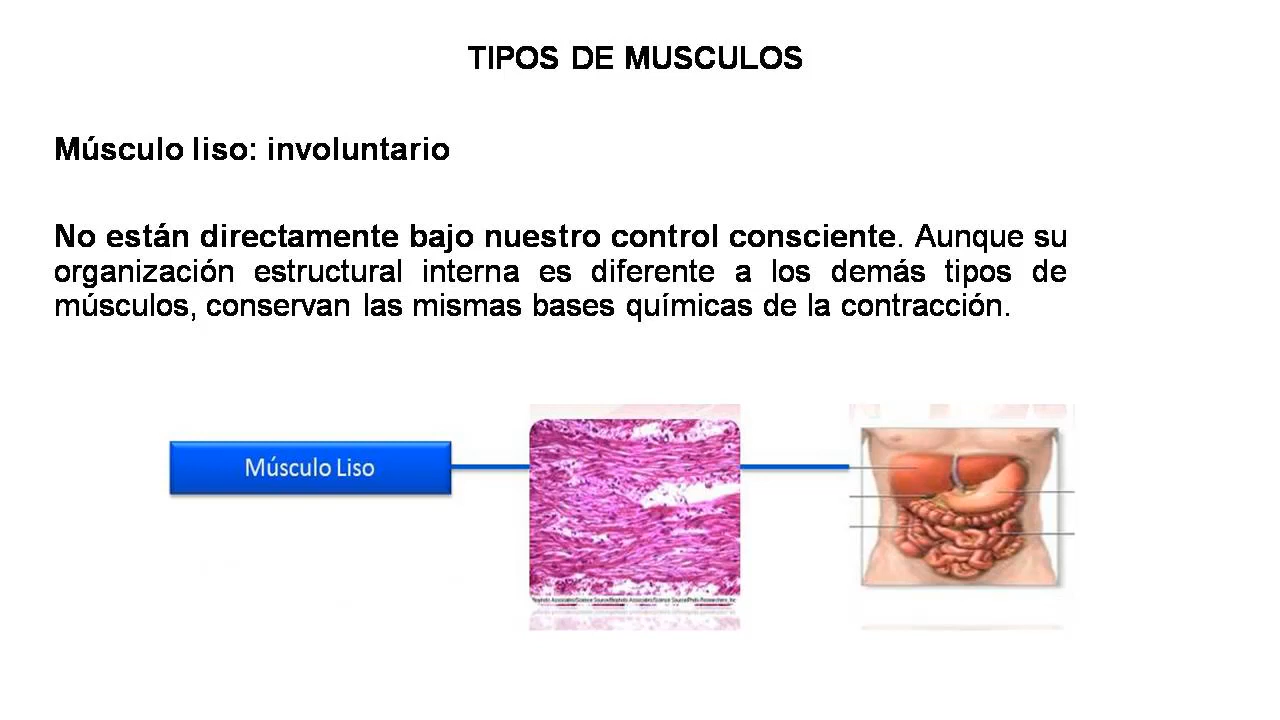 TIPOS DE MUSCULOS
Músculo liso: involuntario
No están directamente bajo nuestro control consciente. Aunque su
organización estructural interna es diferente a los demás tipos de
músculos, conservan las mismas bases químicas de la contracción.
Músculo Liso